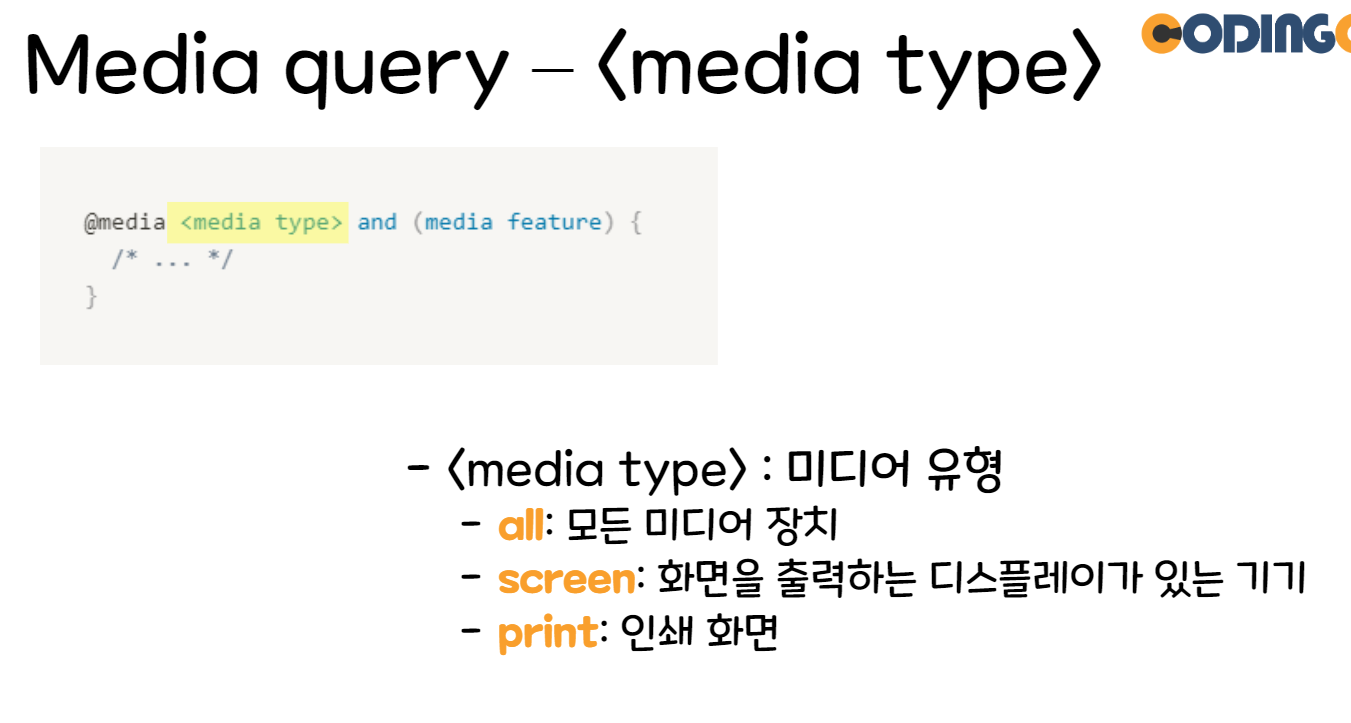 Media query – <media type>
CODING
@media <media type> and (media feature) {
/* ... */
}
- <media type> : 미디어 유형
- all: 모든 미디어 장치
- screen: 화면을 출력하는 디스플레이가 있는 기기
- print: 인쇄 화면